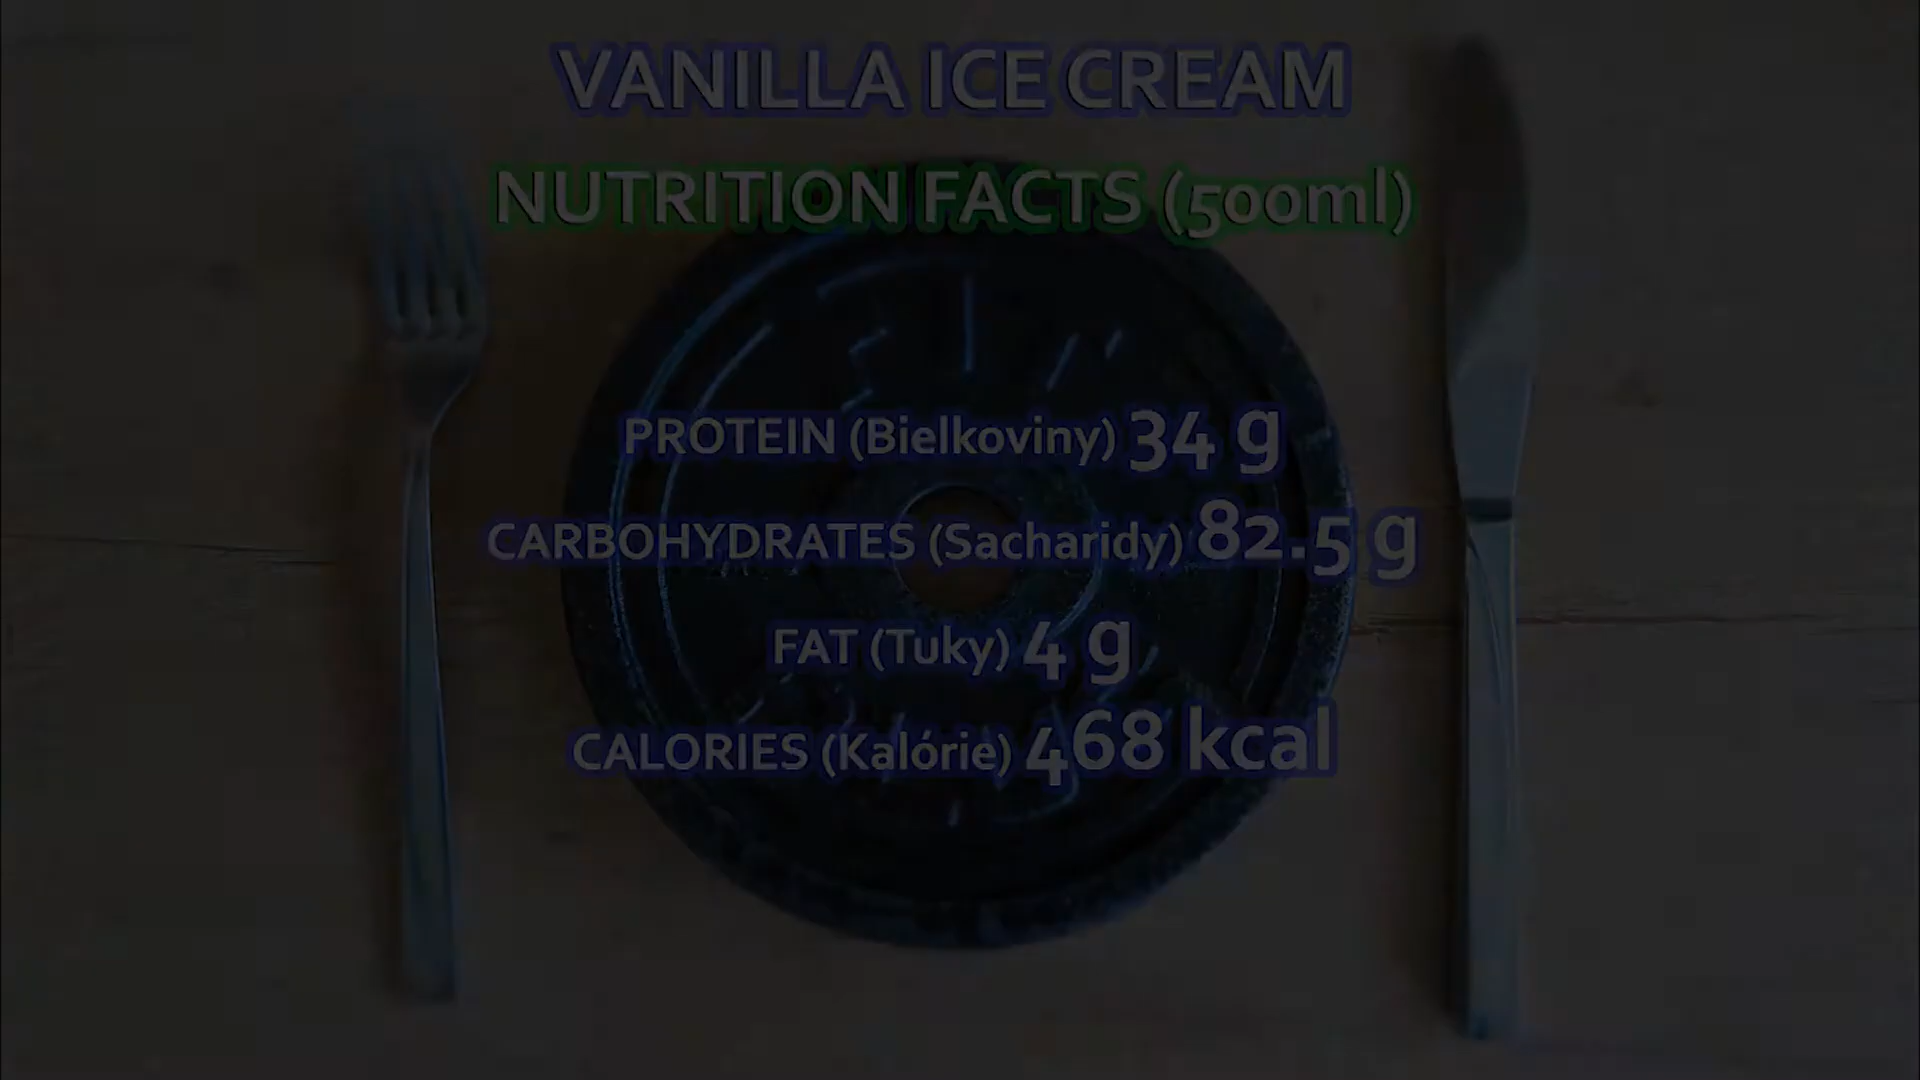 VANILLA ICE CREAM
NUTRITION FACTS (500ml)
PROTEIN (Bielkoviny) 34 g
CARBOHYDRATES (Sacharidy) 82.5 g
FAT (Tuky) 4 g
CALORIES (Kalórie) 468 kcal